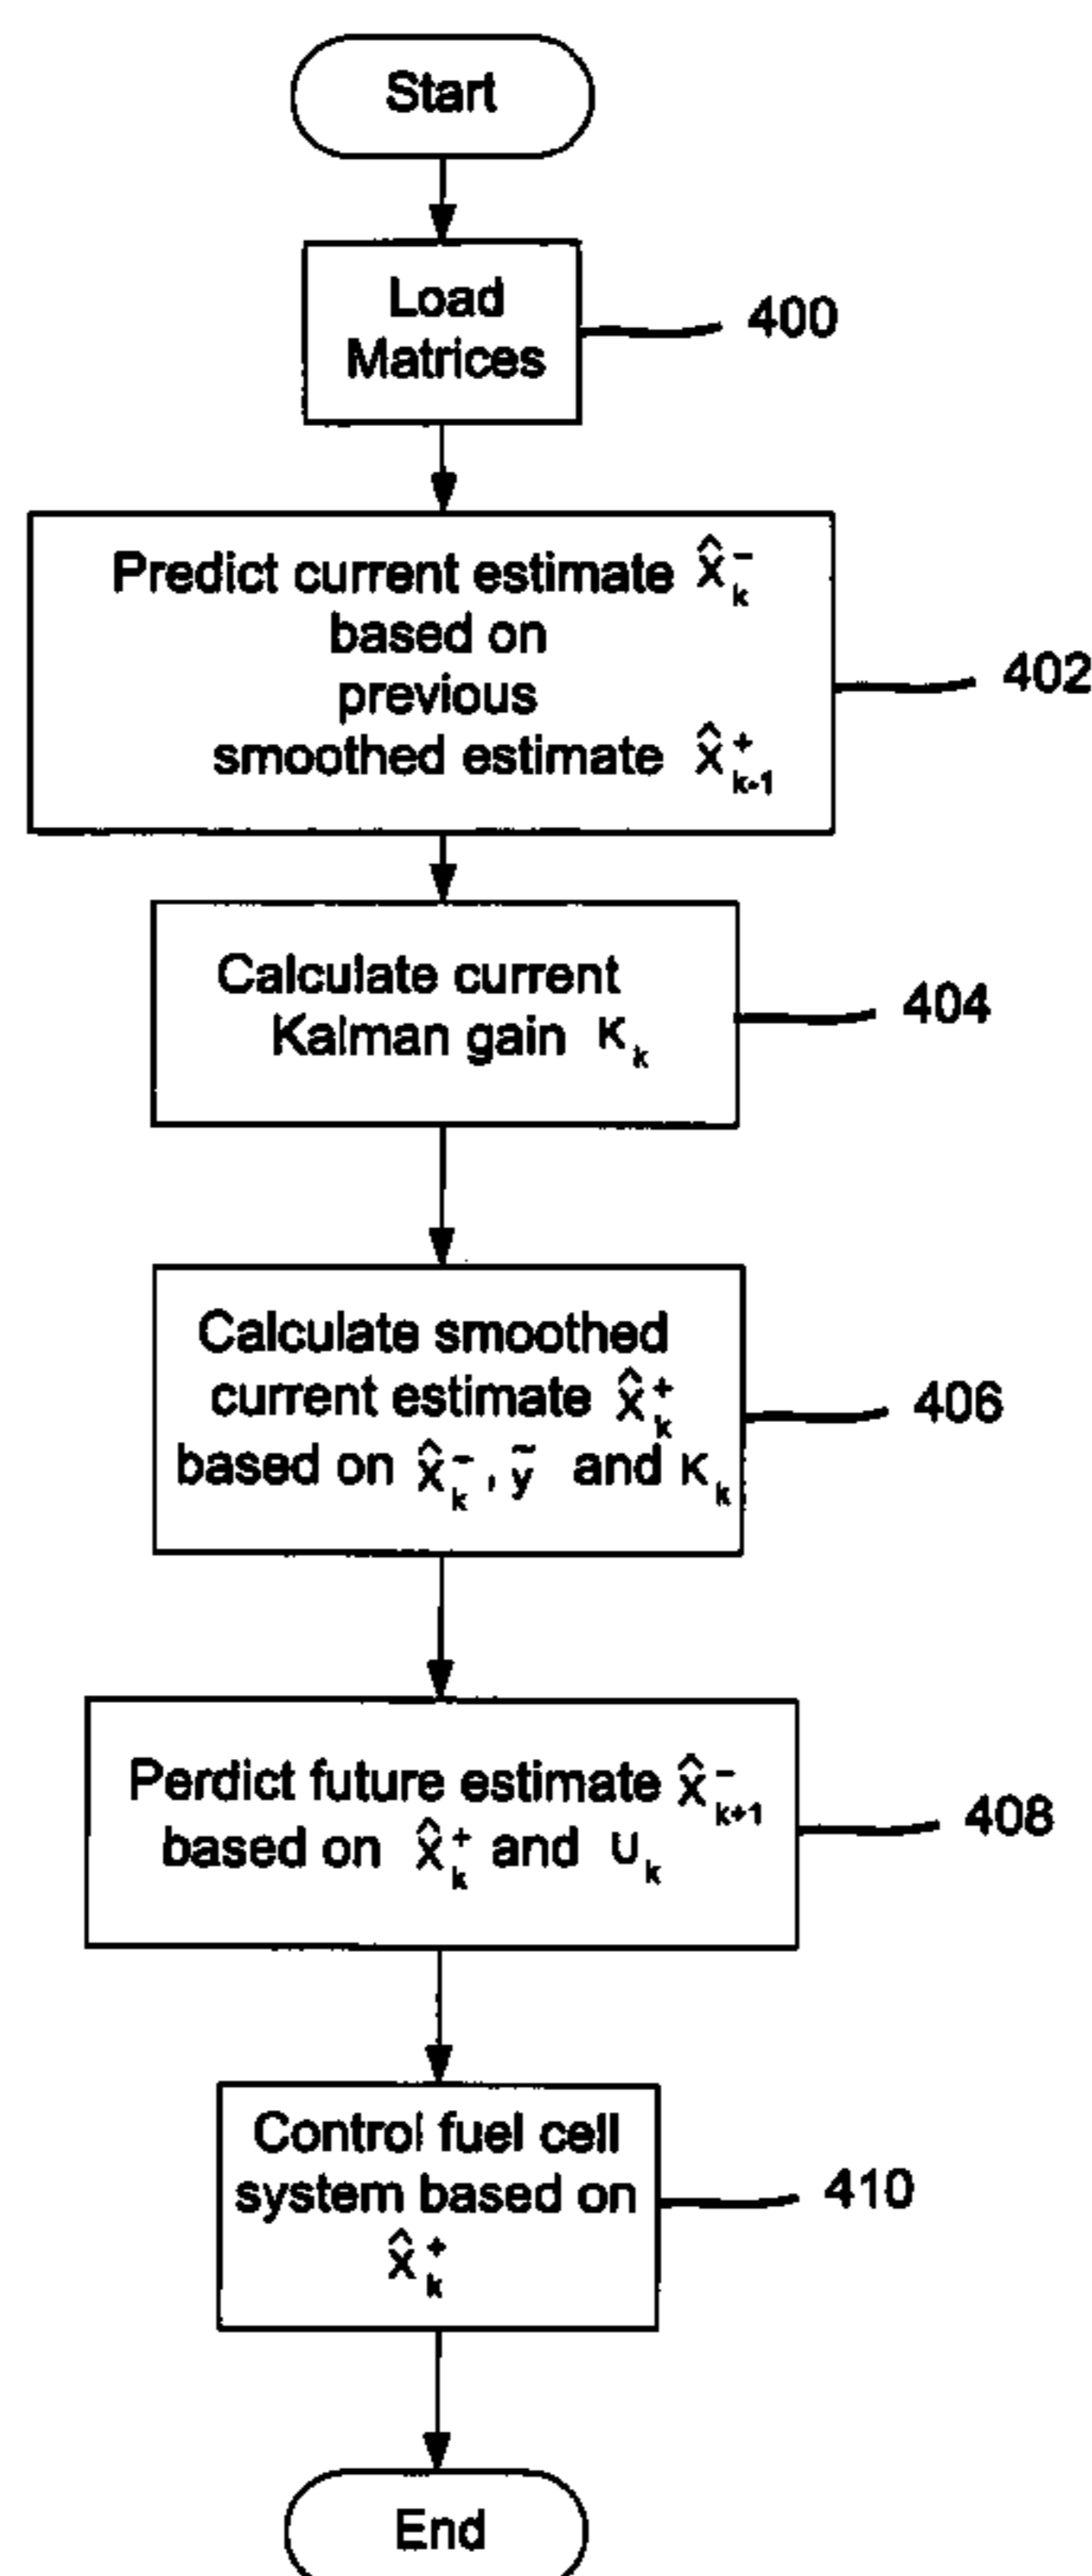 Start
Load
Matrices
400
Predict current estimate x̂ₖ⁻
based on
previous
smoothed estimate x̂ₖ₋₁⁺
402
Calculate current
Kalman gain Kₖ
404
Calculate smoothed
current estimate x̂ₖ⁺
based on x̂ₖ⁻, ỹ and Kₖ
406
Perdict future estimate x̂ₖ₊₁⁻
based on x̂ₖ⁺ and Uₖ
408
Control fuel cell
system based on
x̂ₖ⁺
410
End